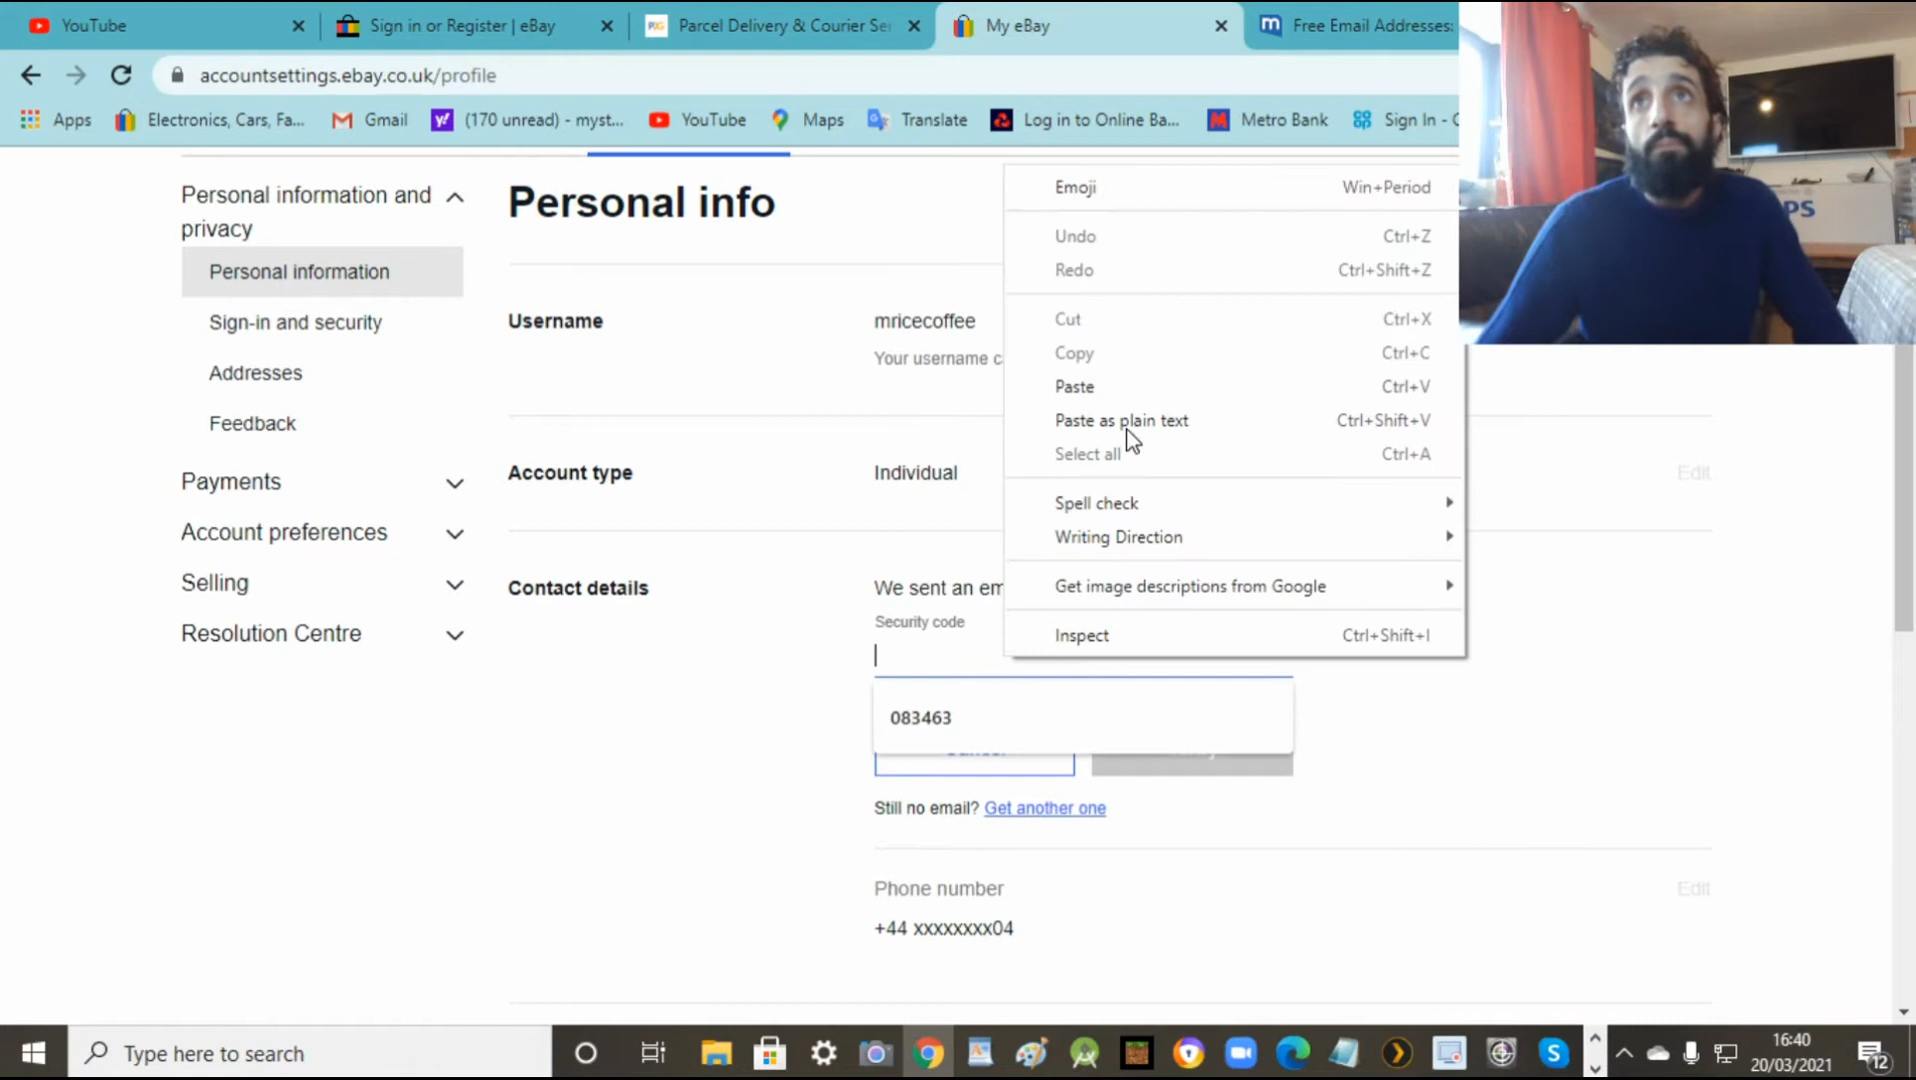 YouTube
Sign in or Register | eBay
Parcel Delivery & Courier Ser
My eBay
Free Email Addresses:
accountsettings.ebay.co.uk/profile
Apps
Electronics, Cars, Fa...
Gmail
(170 unread) - myst...
YouTube
Maps
Translate
Log in to Online Ba...
Metro Bank
Sign In - C
Personal information and
privacy
Personal information
Sign-in and security
Addresses
Feedback
Payments
Account preferences
Selling
Resolution Centre
Personal info
Username
mricecoffee
Your username c
Account type
Individual
Edit
Contact details
We sent an em
Security code
083463
Still no email? Get another one
Phone number
Edit
+44 xxxxxxxx04
Emoji Win+Period
Undo Ctrl+Z
Redo Ctrl+Shift+Z
Cut Ctrl+X
Copy Ctrl+C
Paste Ctrl+V
Paste as plain text Ctrl+Shift+V
Select all Ctrl+A
Spell check
Writing Direction
Get image descriptions from Google
Inspect Ctrl+Shift+I
Type here to search
16:40
20/03/2021
12